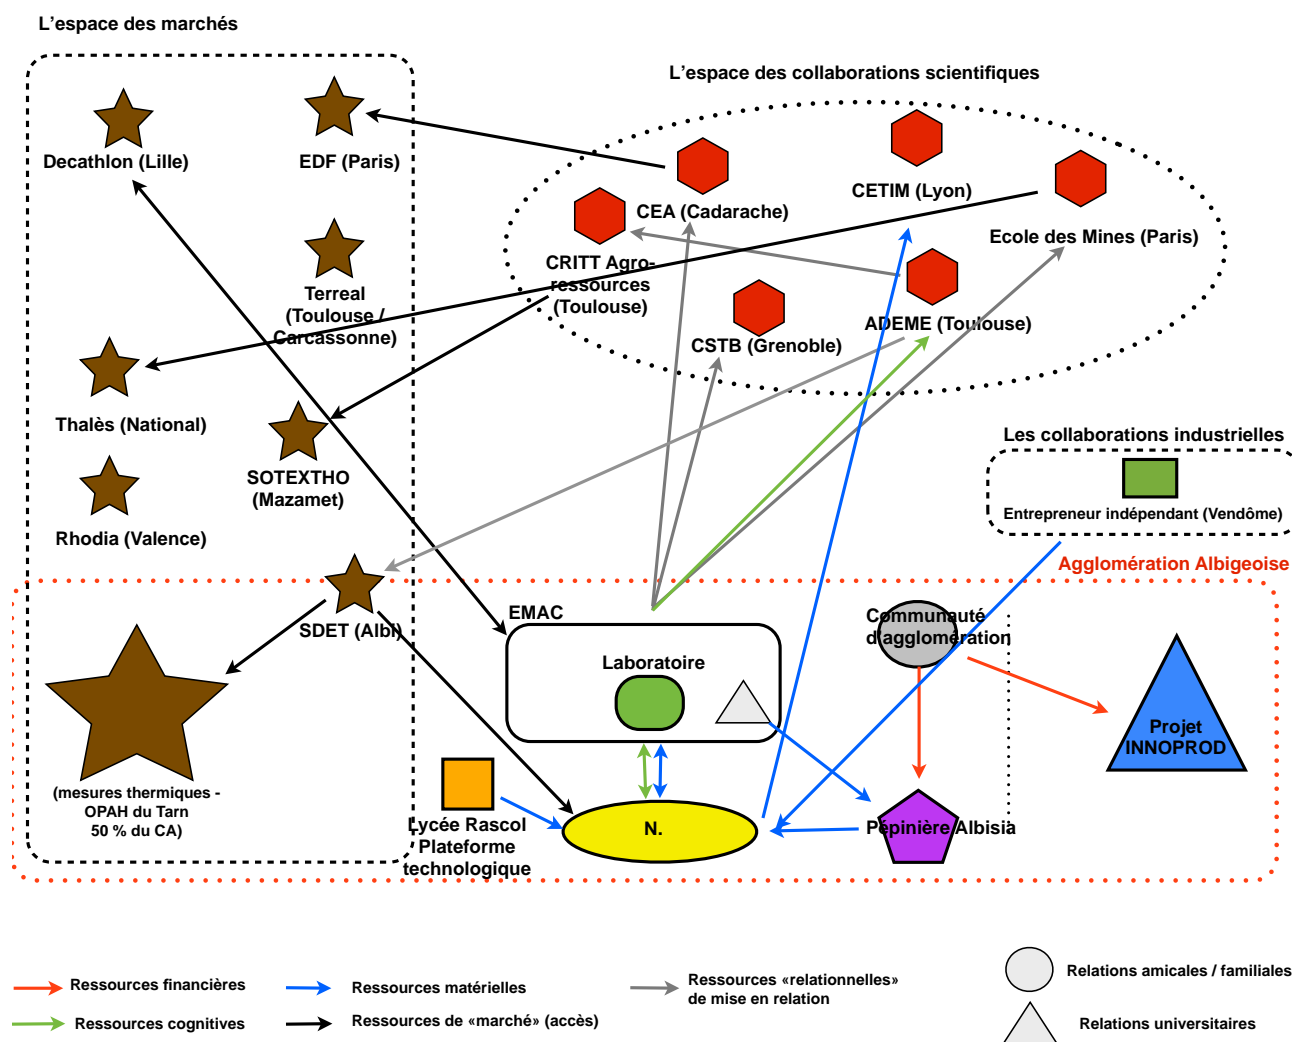 L'espace des marchés
L'espace des collaborations scientifiques
Decathlon (Lille)
EDF (Paris)
CETIM (Lyon)
CEA (Cadarache)
Ecole des Mines (Paris)
CRITT Agro-
ressources
(Toulouse)
Terreal
(Toulouse /
Carcassonne)
ADEME (Toulouse)
CSTB (Grenoble)
Thalès (National)
SOTEXTHO
(Mazamet)
Rhodia (Valence)
Les collaborations industrielles
Entrepreneur indépendant (Vendôme)
Agglomération Albigeoise
SDET (Albi)
EMAC
Laboratoire
Communauté
d'agglomération
Projet
INNOPROD
(mesures thermiques -
OPAH du Tarn
50 % du CA)
Lycée Rascol
Plateforme
technologique
N.
Pépinière Albisia
Ressources financières
Ressources matérielles
Ressources «relationnelles»
de mise en relation
Relations amicales / familiales
Ressources cognitives
Ressources de «marché» (accès)
Relations universitaires